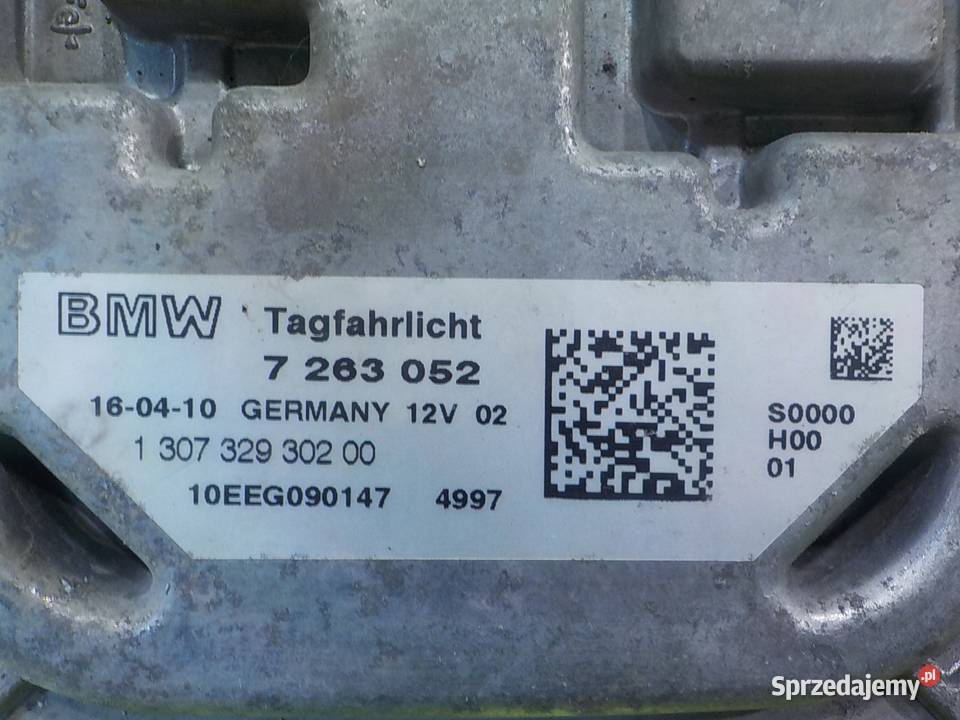 BMW Tagfahrlicht
7 263 052
16-04-10 GERMANY 12V 02
1 307 329 302 00
10EEG090147 4997
S0000
H00
01
Sprzedajemy.pl